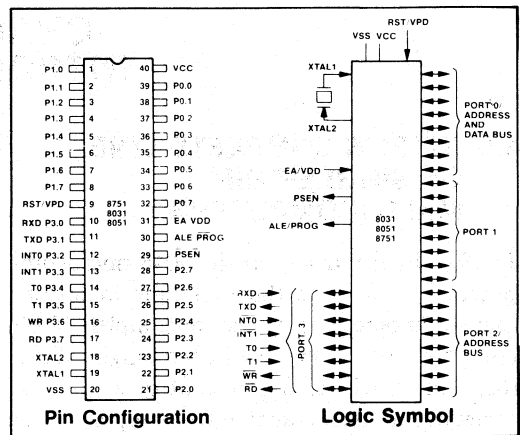 P1.0 1 40 VCC
P1.1 2 39 P0.0
P1.2 3 38 P0.1
P1.3 4 37 P0.2
P1.4 5 36 P0.3
P1.5 6 35 P0.4
P1.6 7 34 P0.5
P1.7 8 33 P0.6
RST/VPD 9 8751 32 P0.7
8031
RXD P3.0 10 8051 31 EA VDD
TXD P3.1 11 30 ALE PROG
INT0 P3.2 12 29 PSEN
INT1 P3.3 13 28 P2.7
T0 P3.4 14 27 P2.6
T1 P3.5 15 26 P2.5
WR P3.6 16 25 P2.4
RD P3.7 17 24 P2.3
XTAL2 18 23 P2.2
XTAL1 19 22 P2.1
VSS 20 21 P2.0
Pin Configuration
RST/VPD
VSS VCC
XTAL1
XTAL2
EA/VDD
PSEN
ALE/PROG
8031
8051
8751
PORT 0/
ADDRESS
AND
DATA BUS
PORT 1
PORT 2/
ADDRESS
BUS
RXD
TXD
INT0
INT1
T0
T1
WR
RD
PORT 3
Logic Symbol